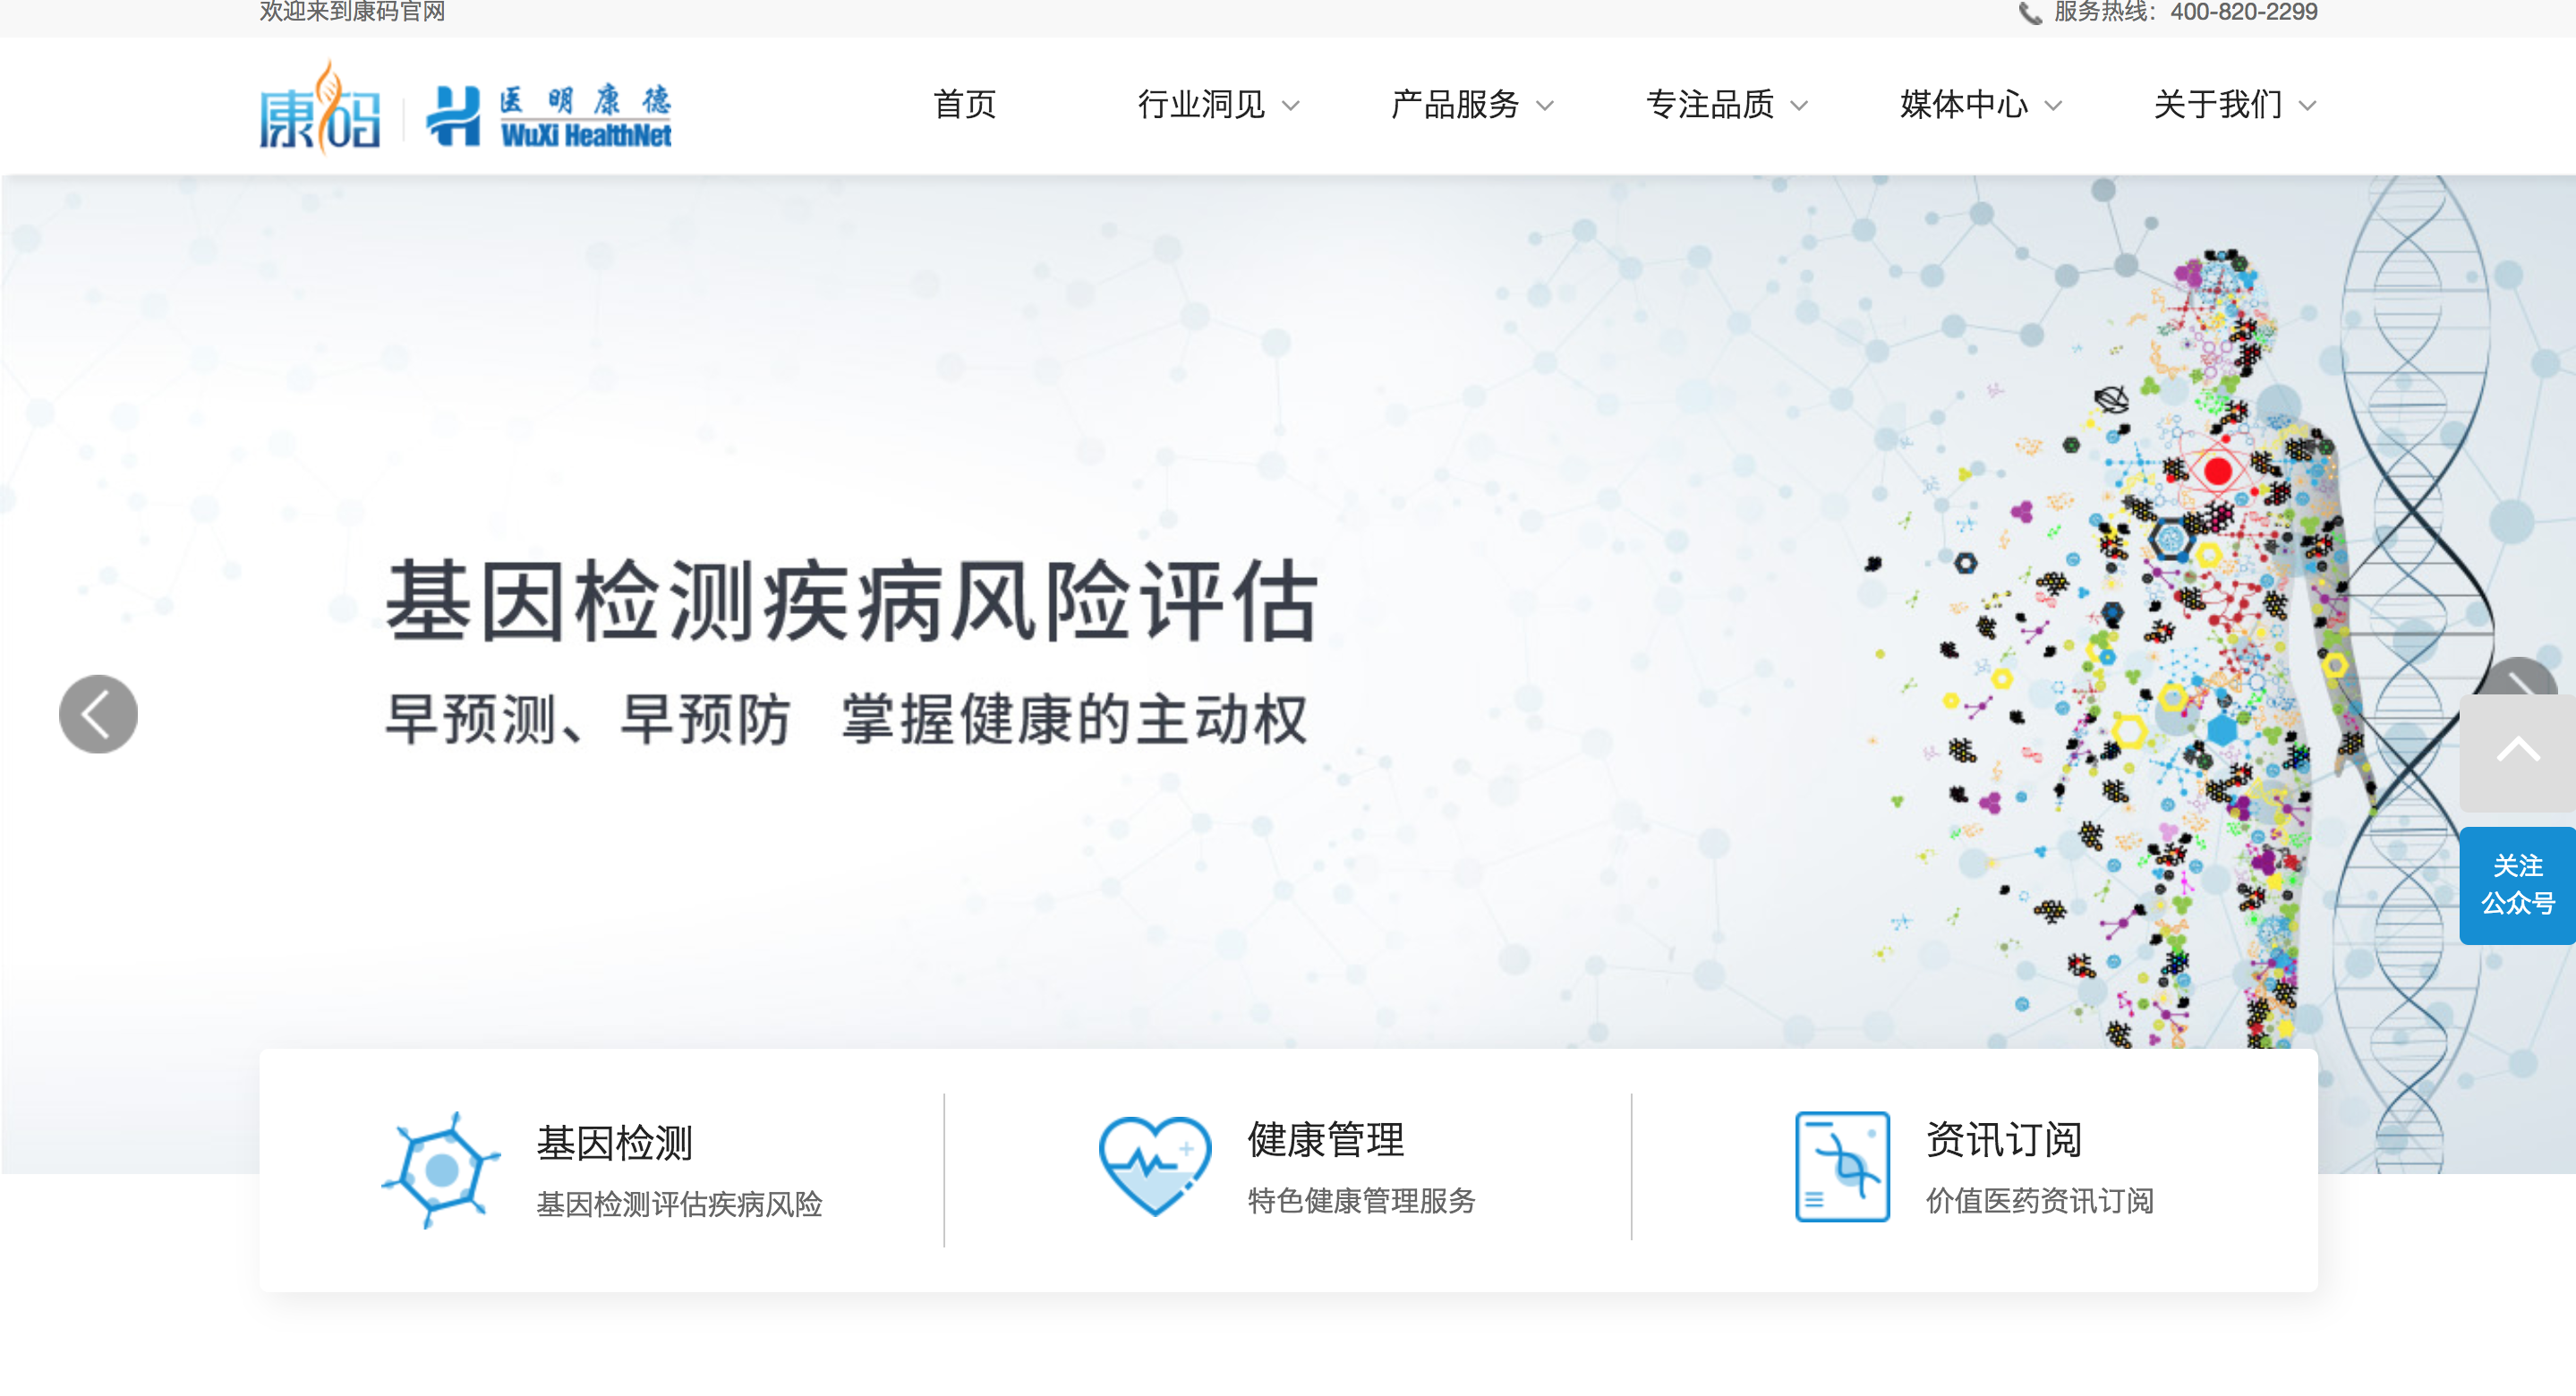 欢迎来到康码官网
服务热线：400-820-2299
康码
医明康德
WuXi HealthNet
首页 行业洞见 产品服务 专注品质 媒体中心 关于我们
基因检测疾病风险评估
早预测、早预防 掌握健康的主动权
关注
公众号
基因检测
基因检测评估疾病风险
健康管理
特色健康管理服务
资讯订阅
价值医药资讯订阅